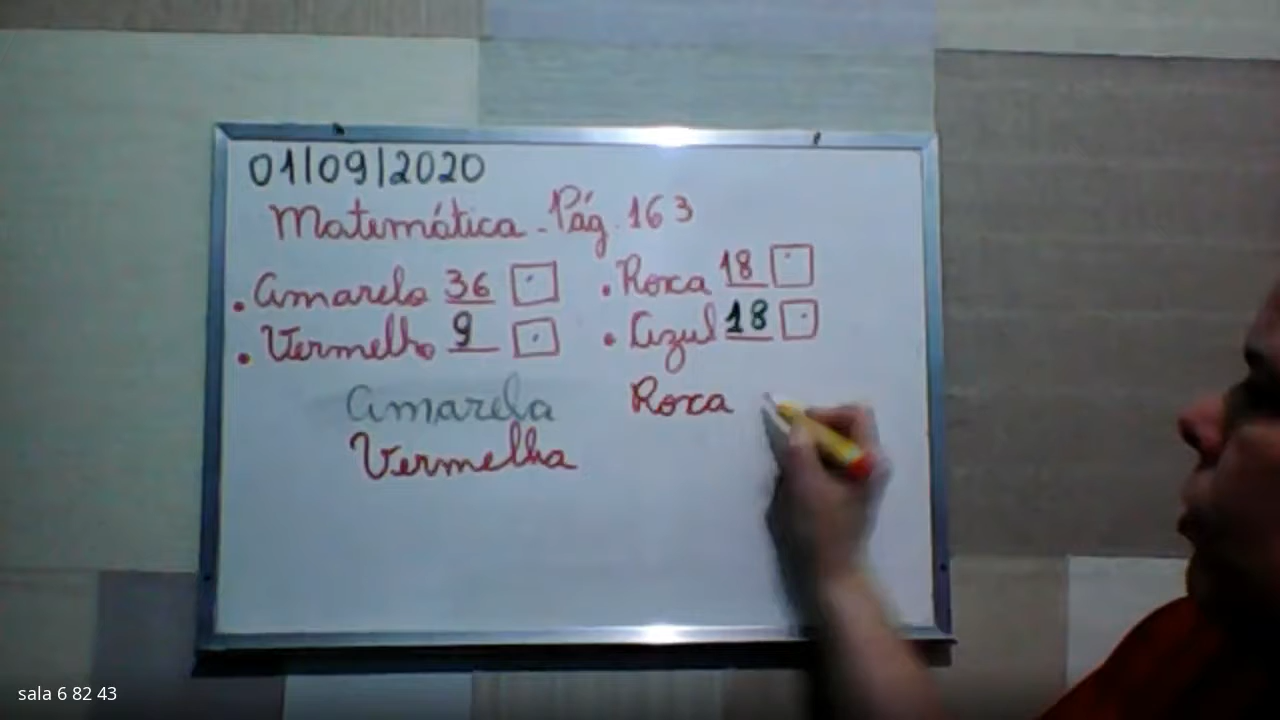 01/09/2020
Matemática - Pág. 163
. Amarelo 36 . Roxa 18
. Vermelho 9 . Azul 18
Amarela Roxa
Vermelha
sala 6 82 43